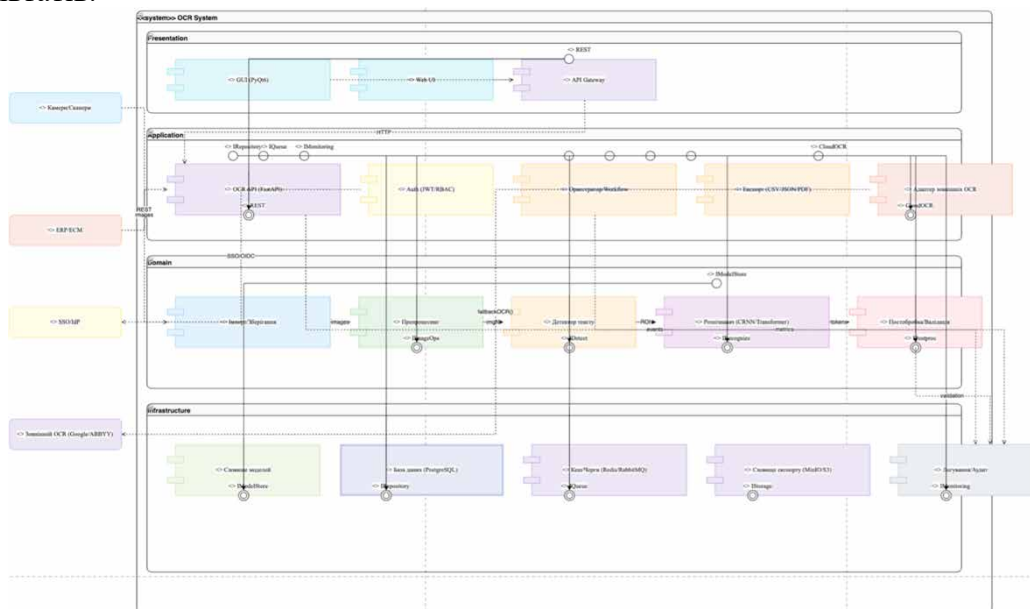 <<system>> OCR System
Presentation
<> REST
<> GUI (PyQt6)
<> Web UI
<> API Gateway
<> Камери/Сканери
HTTP
Application
<> IRepository
<> IQueue
<> IMonitoring
<> CloudOCR
<> OCR API (FastAPI)
<> Auth (JWT/RBAC)
<> Оркестратор/Workflow
<> Експорт (CSV/JSON/PDF)
<> Адаптер зовнішніх OCR
<> REST
<> CloudOCR
REST
images
<> ERP/ECM
SSO/OIDC
Domain
<> IModelStore
<> SSO/IdP
fallbackOCR()
images
<> Препроцесинг
<> Детектор тексту
ROIs
<> Розпізнавач (CRNN/Transformer)
tokens
<> Постобробка/Валідація
events
metrics
<> IImageOps
<> IDetect
<> IRecognize
<> IPostproc
validation
Infrastructure
<> Зовнішній OCR (Google/ABBYY)
<> Сховище моделей
<> База даних (PostgreSQL)
<> Кеш/Черга (Redis/RabbitMQ)
<> Сховище експорту (MinIO/S3)
<> Логування/Аудит
<> IModelStore
<> IRepository
<> IQueue
<> IStorage
<> IMonitoring